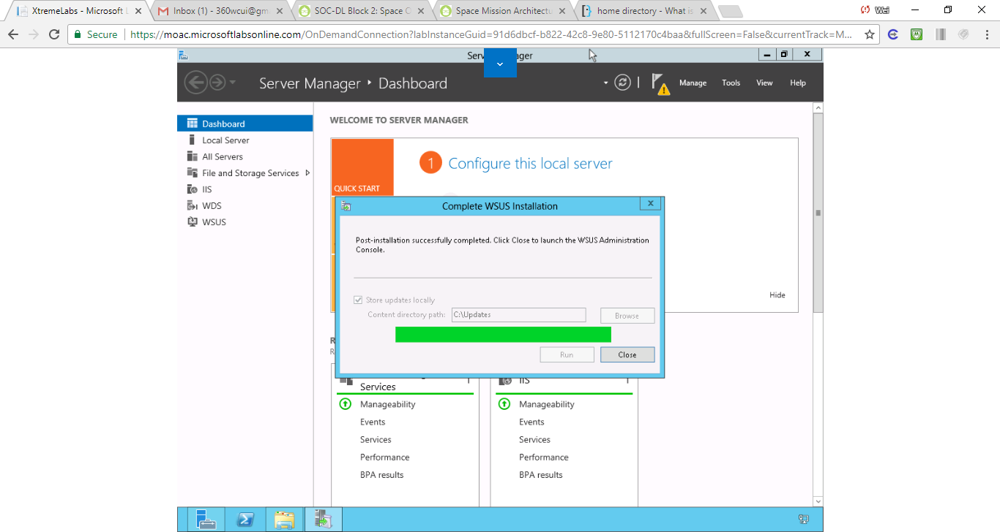 XtremeLabs - Microsoft L
Inbox (1) - 360wcui@gm
SOC-DL Block 2: Space O
Space Mission Architectu
home directory - What is
Wei
Secure
https://moac.microsoftlabsonline.com/OnDemandConnection?labInstanceGuid=91d6dbcf-b822-42c8-9e80-5112170c4baa&fullScreen=False&currentTrack=M...
Serv ager
Server Manager
Dashboard
Manage
Tools
View
Help
Dashboard
Local Server
All Servers
File and Storage Services
IIS
WDS
WSUS
WELCOME TO SERVER MANAGER
1
Configure this local server
QUICK START
Complete WSUS Installation
Post-installation successfully completed. Click Close to launch the WSUS Administration
Console.
Store updates locally
Content directory path:
C:\Updates
Browse
Run
Close
Hide
R
R
Services
1
Manageability
Events
Services
Performance
BPA results
IIS
1
Manageability
Events
Services
Performance
BPA results